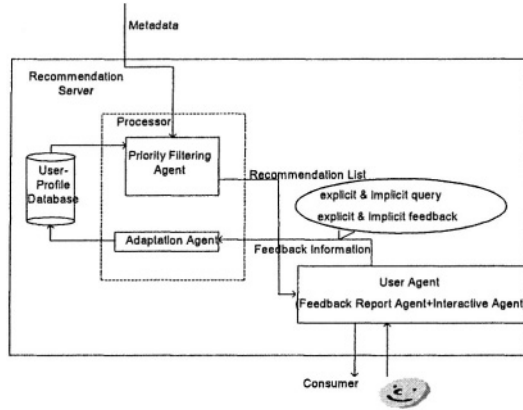 Metadata
Recommendation
Server
Processor
Priority Filtering
Agent
User-
Profile
Database
Recommendation List
explicit & Implicit query
explicit & Implicit feedback
Adaptation Agent
Feedback Information
User Agent
(Feedback Report Agent+Interactive Agent
Consumer